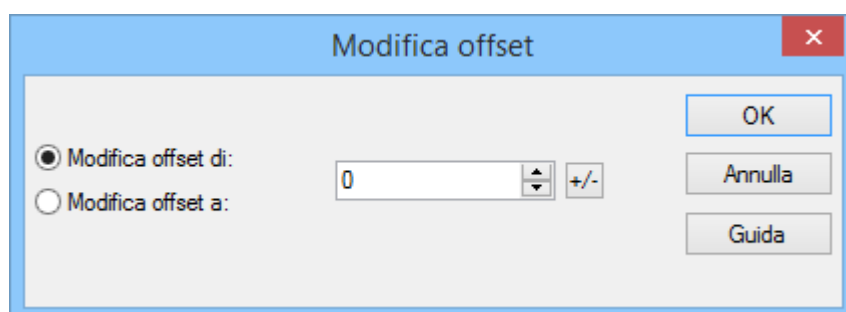 Modifica offset
OK
Modifica offset di:
0
+/-
Annulla
Modifica offset a:
Guida